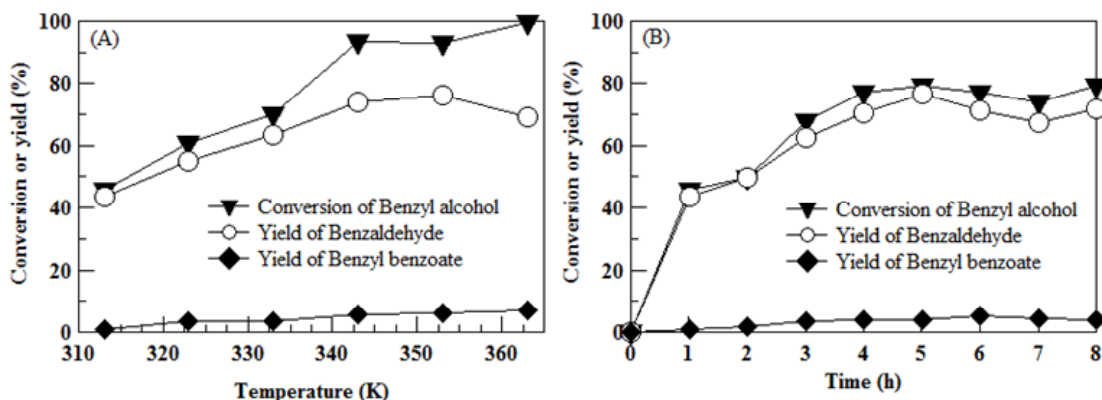 (A)
Conversion or yield (%)
100
80
60
40
20
0
310 320 330 340 350 360
Temperature (K)
Conversion of Benzyl alcohol
Yield of Benzaldehyde
Yield of Benzyl benzoate
(B)
Conversion or yield (%)
100
80
60
40
20
0
0 1 2 3 4 5 6 7 8
Time (h)
Conversion of Benzyl alcohol
Yield of Benzaldehyde
Yield of Benzyl benzoate